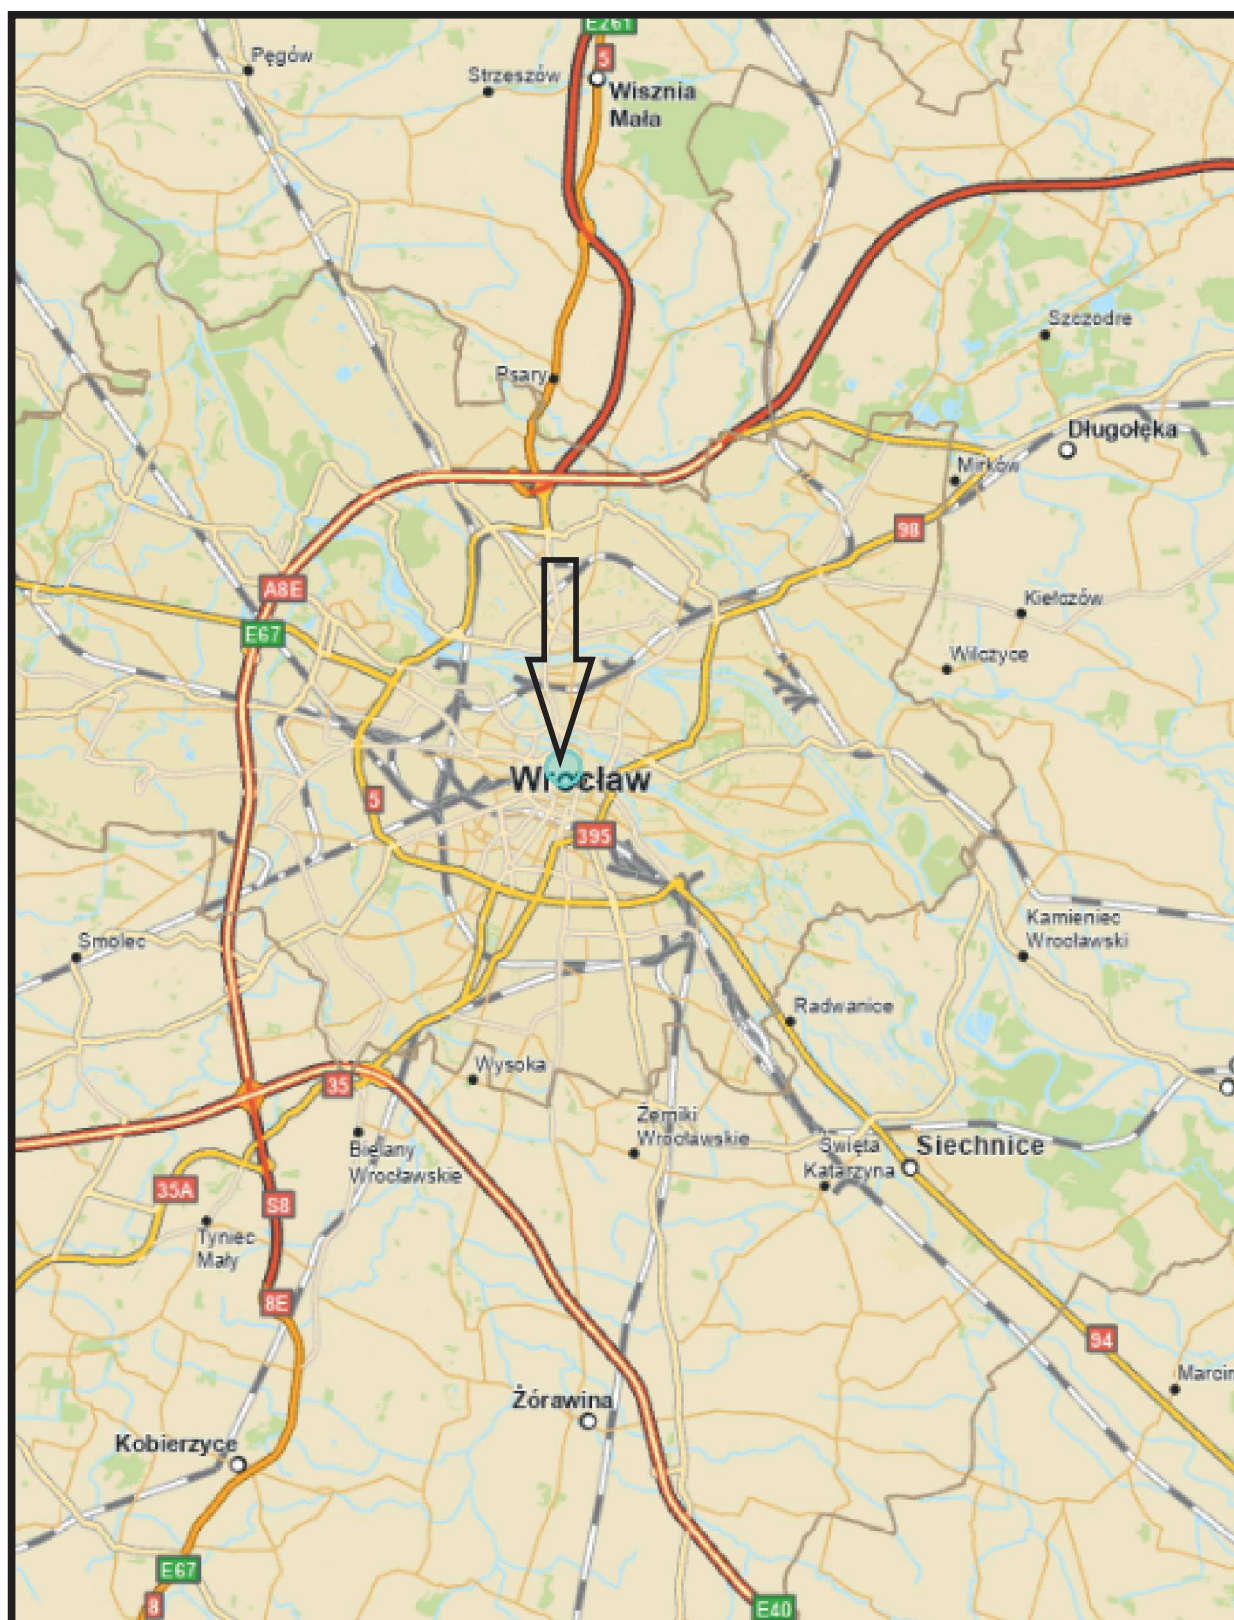 E261
Pęgów
5
Strzeszów
Wisznia
Mała
Szczodre
Psary
Długołęka
Mirków
98
A8E
Kiełczów
E67
Wilczyce
Wrocław
5
395
Kamieniec
Wrocławski
Smolec
Radwanice
Wysoka
35
Żerniki
Wrocławskie
Bielany
Wrocławskie
Święta
Katarzyna
Siechnice
35A
S8
Tyniec
Mały
8E
94
Marcin
Żórawina
Kobierzyce
E67
8
E40